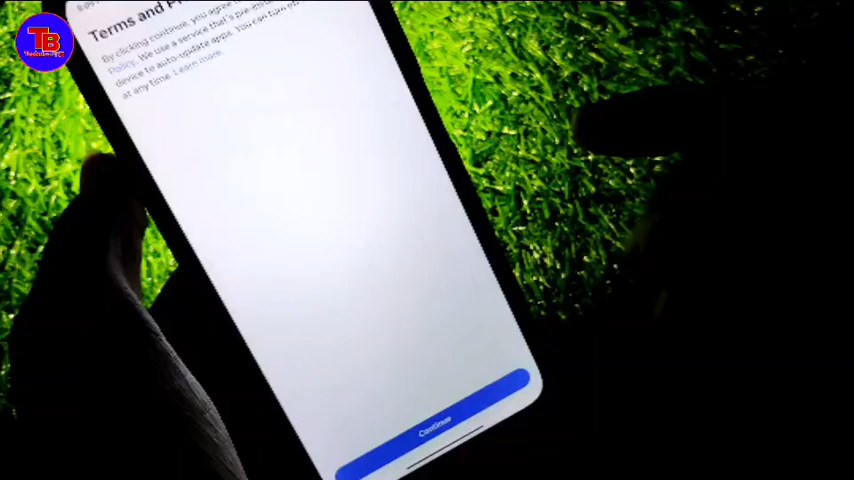 TB
Terms and
By clicking continue, you agree
Policy. We use a service that's pre-
device to auto-update apps. You can turn
at any time. Learn more.
Continue